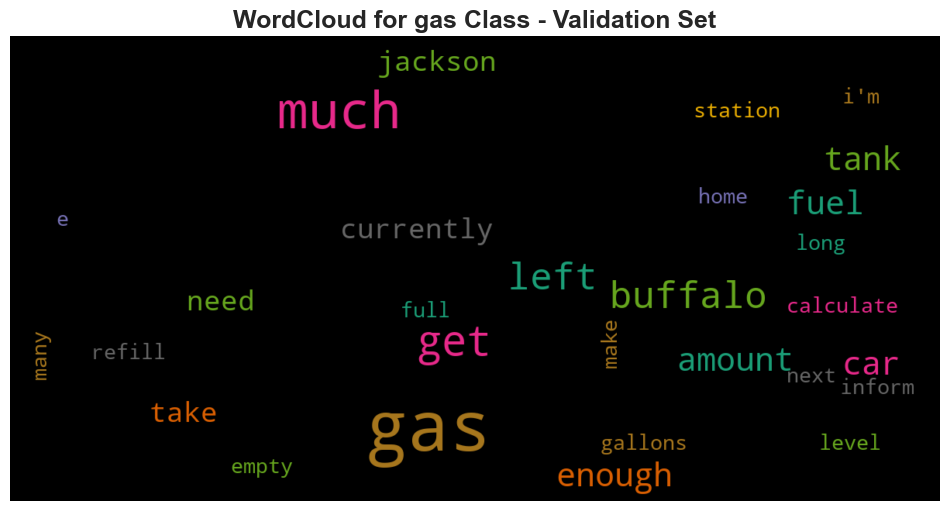 WordCloud for gas Class - Validation Set
jackson
much
i'm
station
tank
home
fuel
e
currently
long
left
need
buffalo
full
calculate
get
make
many
refill
amount
car
next
inform
take
gas
gallons
level
empty
enough